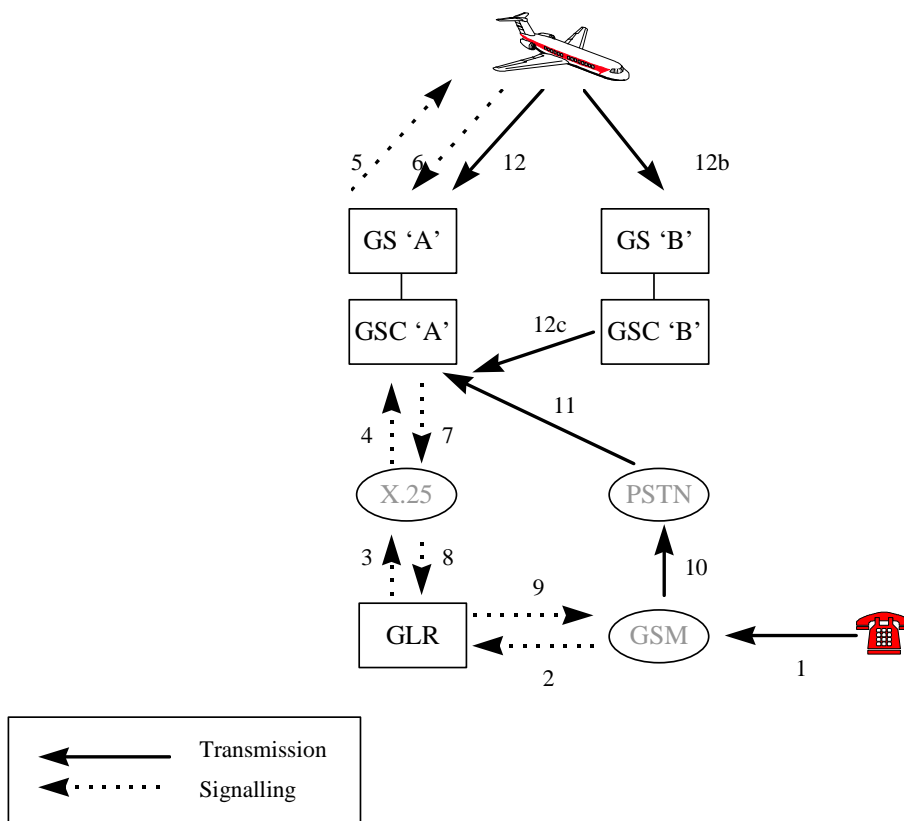 5
6
12
12b
GS ‘A’
GS ‘B’
GSC ‘A’
12c
GSC ‘B’
11
4
7
X.25
PSTN
3
8
9
10
GLR
GSM
2
1
Transmission
Signalling